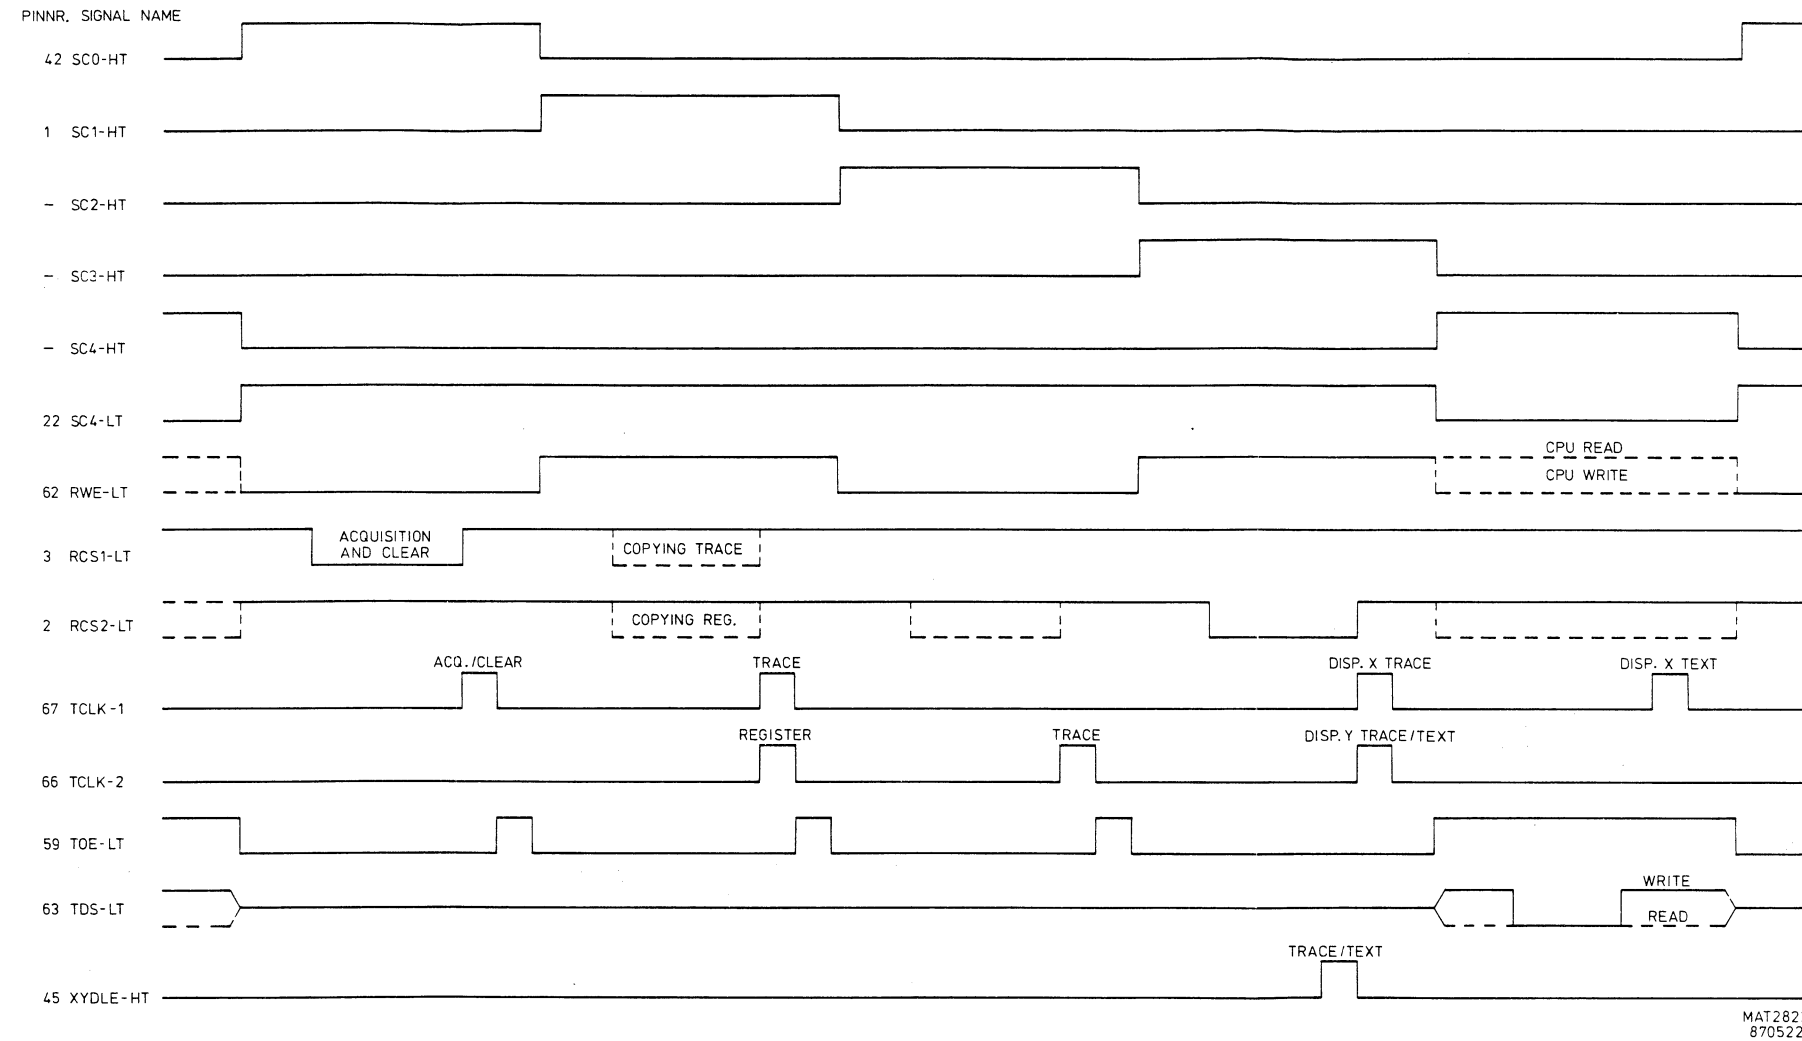 PINNR. SIGNAL NAME
42 SC0-HT
1 SC1-HT
- SC2-HT
- SC3-HT
- SC4-HT
22 SC4-LT
CPU READ
CPU WRITE
62 RWE-LT
ACQUISITION
AND CLEAR
COPYING TRACE
3 RCS1-LT
COPYING REG.
2 RCS2-LT
ACQ./CLEAR TRACE DISP. X TRACE DISP. X TEXT
67 TCLK-1
REGISTER TRACE DISP.Y TRACE/TEXT
66 TCLK-2
59 TOE-LT
WRITE
63 TDS-LT
READ
TRACE/TEXT
45 XYDLE-HT
MAT282
870522